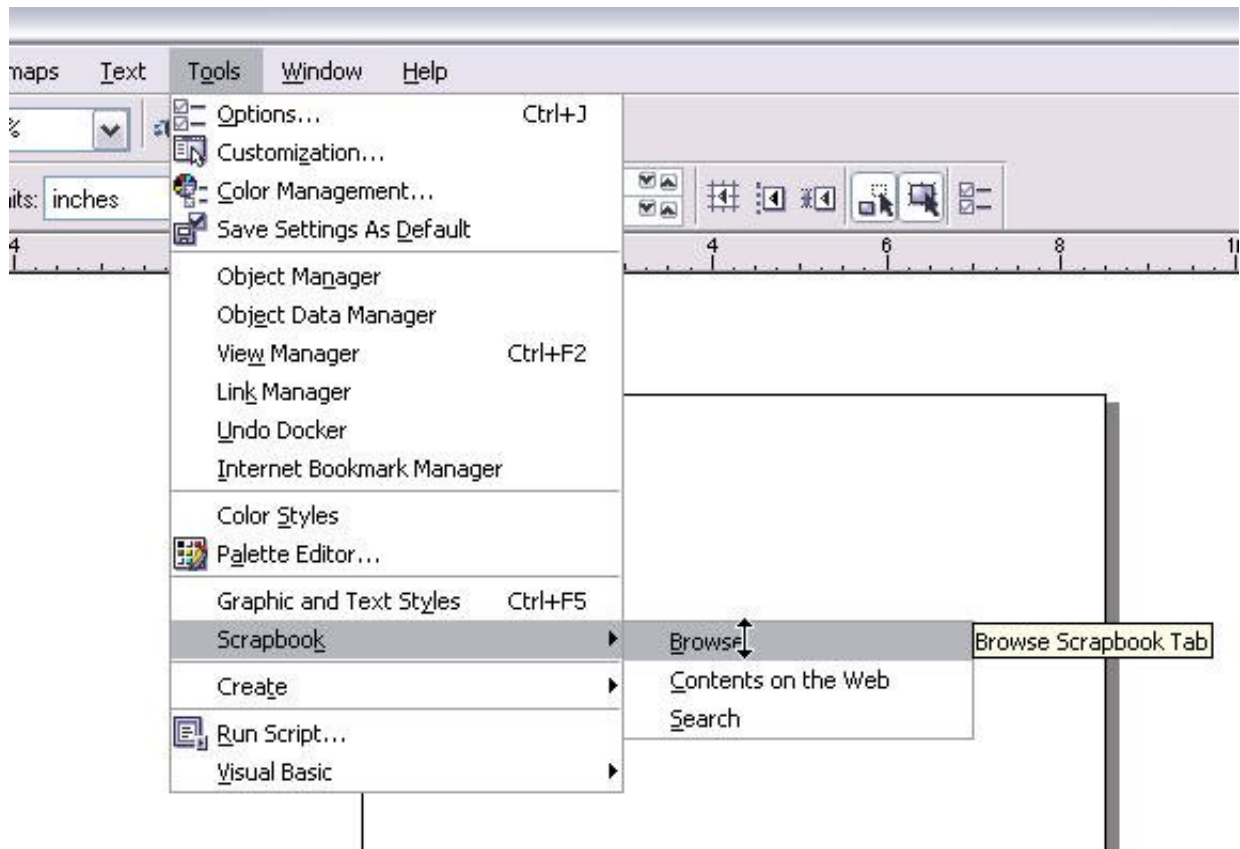 maps Text Tools Window Help
%
Options... Ctrl+J
Customization...
its: inches
Color Management...
Save Settings As Default
4 4 6 8
Object Manager
Object Data Manager
View Manager Ctrl+F2
Link Manager
Undo Docker
Internet Bookmark Manager
Color Styles
Palette Editor...
Graphic and Text Styles Ctrl+F5
Scrapbook
Browse Browse Scrapbook Tab
Contents on the Web
Search
Create
Run Script...
Visual Basic